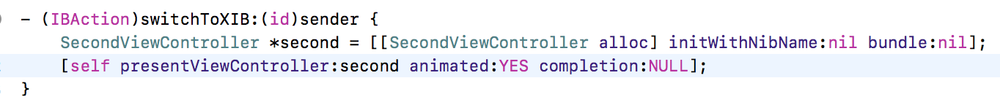 - (IBAction)switchToXIB:(id)sender {
SecondViewController *second = [[SecondViewController alloc] initWithNibName:nil bundle:nil];
[self presentViewController:second animated:YES completion:NULL];
}